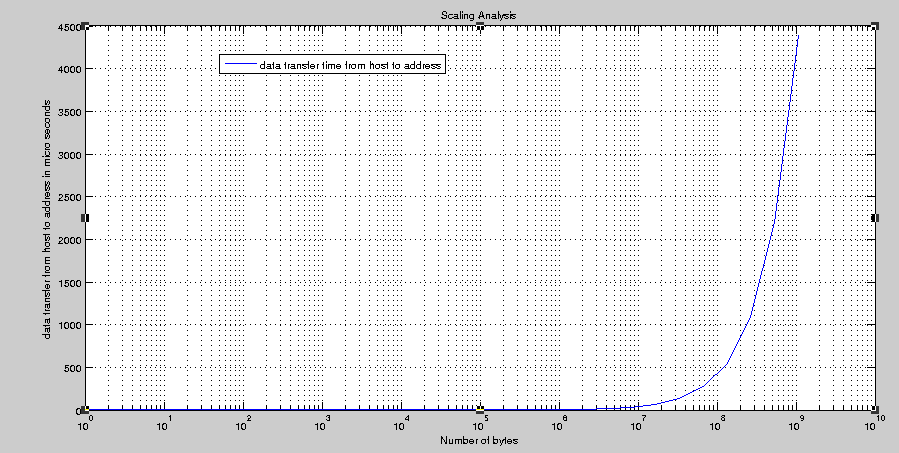 Scaling Analysis
data transfer time from host to address
data transfer from host to address in micro seconds
4500
4000
3500
3000
2500
2000
1500
1000
500
0
10^0 10^1 10^2 10^3 10^4 10^5 10^6 10^7 10^8 10^9 10^10
Number of bytes